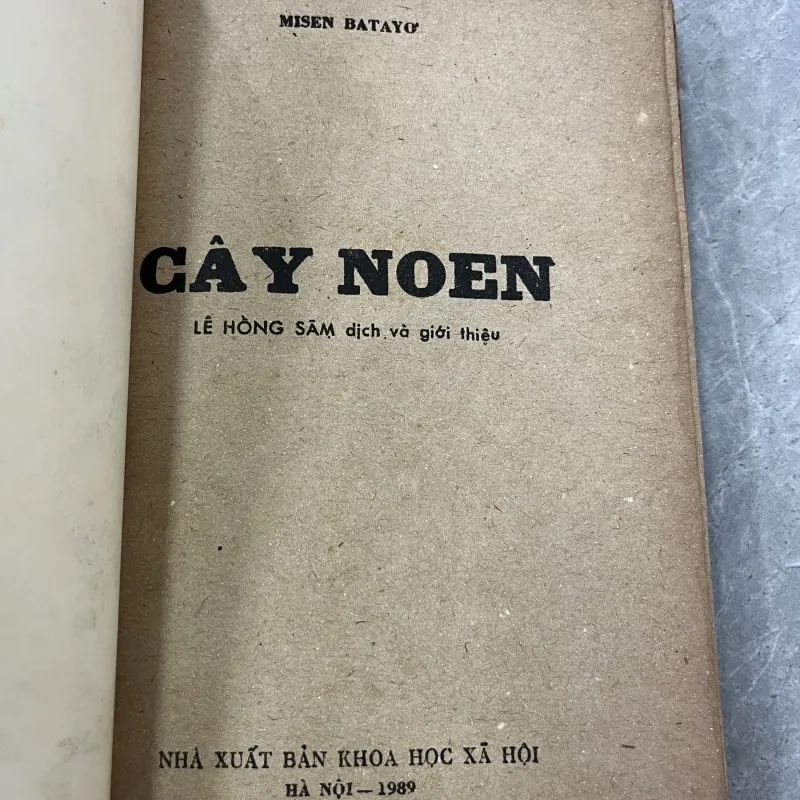 MISEN BATAYƠ
CÂY NOEN
LÊ HỒNG SÂM dịch và giới thiệu
NHÀ XUẤT BẢN KHOA HỌC XÃ HỘI
HÀ NỘI — 1989